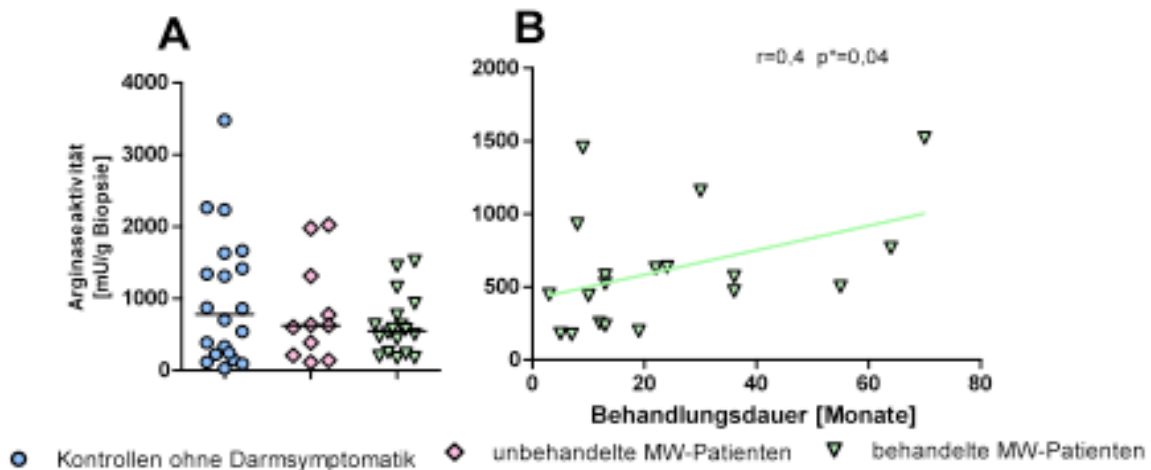 A
B
r=0,4 p*=0,04
Arginaseaktivität
[mU/g Biopsie]
4000
3000
2000
1000
0
2000
1500
1000
500
0
0 20 40 60 80
Behandlungsdauer [Monate]
Kontrollen ohne Darmsymptomatik
unbehandelte MW-Patienten
behandelte MW-Patienten